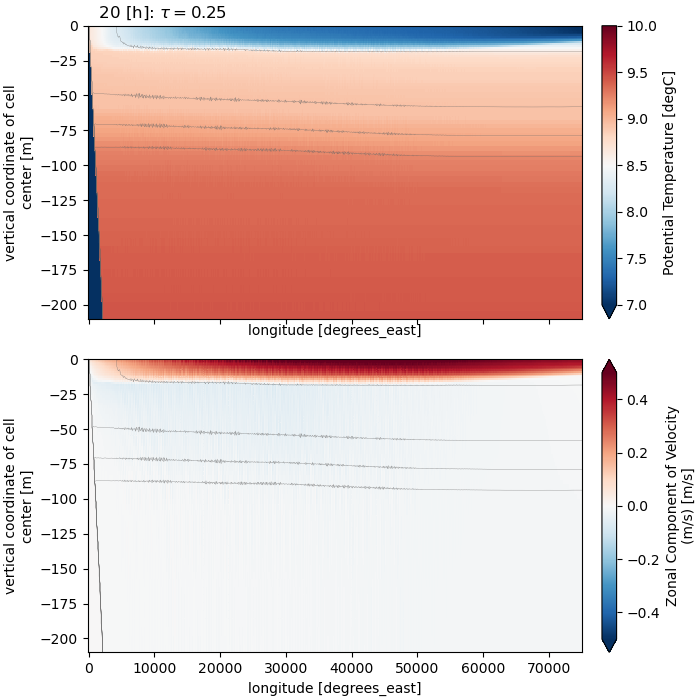 20 [h]: τ = 0.25
0
−25
−50
−75
−100
−125
−150
−175
−200
vertical coordinate of cell
center [m]
longitude [degrees_east]
10.0
9.5
9.0
8.5
8.0
7.5
7.0
Potential Temperature [degC]
0
−25
−50
−75
−100
−125
−150
−175
−200
vertical coordinate of cell
center [m]
0 10000 20000 30000 40000 50000 60000 70000
longitude [degrees_east]
0.4
0.2
0.0
−0.2
−0.4
Zonal Component of Velocity
(m/s) [m/s]